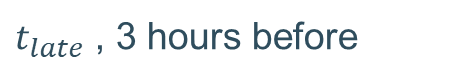 t_late , 3 hours before